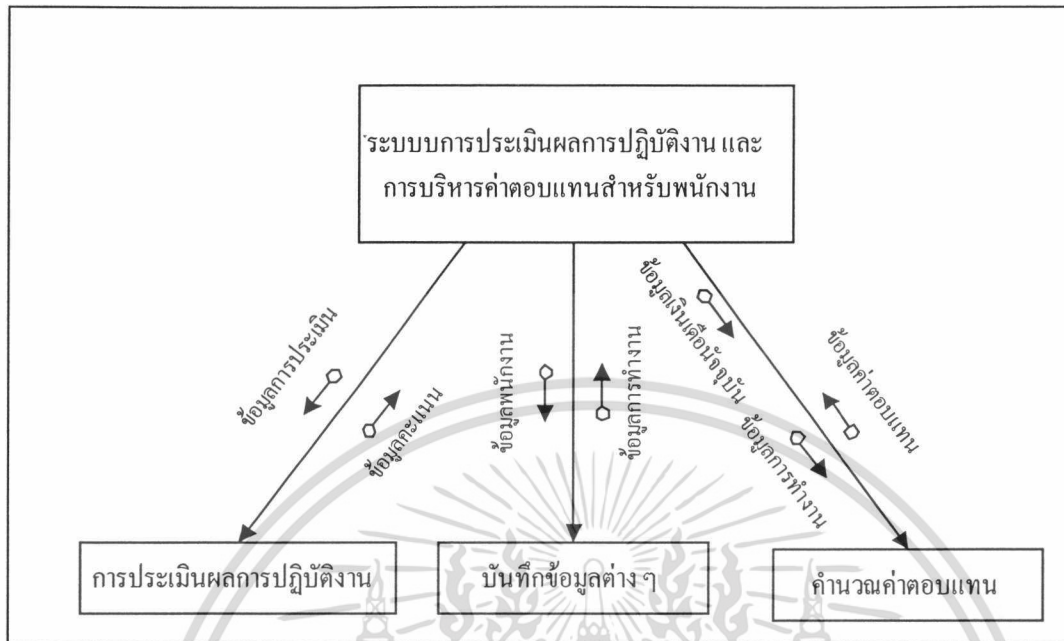 ระบบบการประเมินผลการปฏิบัติงาน และ
การบริหารค่าตอบแทนสำหรับพนักงาน
ข้อมูลการประเมิน
ข้อมูลคะแนน
ข้อมูลพนักงาน
ข้อมูลการทำงาน
ข้อมูลเงินเดือนัจจุบัน
ข้อมูลการทำงาน
ข้อมูลค่าตอบแทน
การประเมินผลการปฏิบัติงาน
บันทึกข้อมูลต่าง ๆ
คำนวณค่าตอบแทน